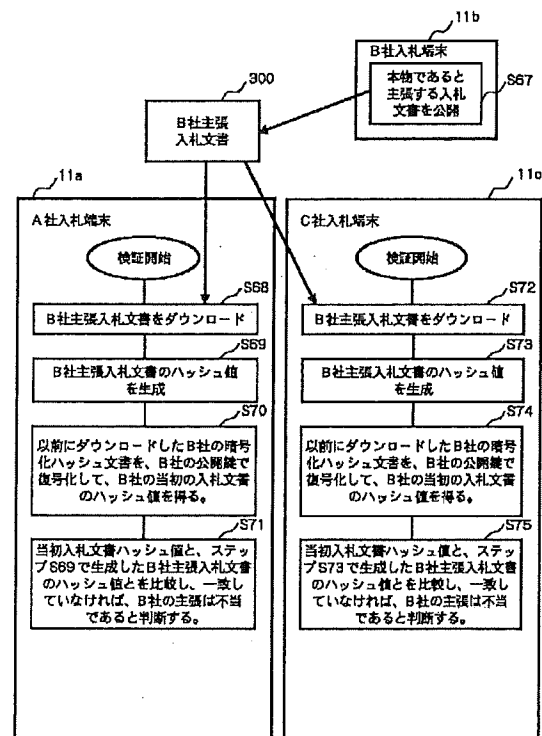 11b
B社入札端末
本物であると
主張する入札
文書を公開
S67
300
B社主張
入札文書
11a
A社入札端末
検証開始
S68
B社主張入札文書をダウンロード
S69
B社主張入札文書のハッシュ値
を生成
S70
以前にダウンロードしたB社の暗号
化ハッシュ文書を、B社の公開鍵で
復号化して、B社の当初の入札文書
のハッシュ値を得る。
S71
当初入札文書ハッシュ値と、ステッ
プS69で生成したB社主張入札文書
のハッシュ値とを比較し、一致し
ていなければ、B社の主張は不当
であると判断する。
11c
C社入札端末
検証開始
S72
B社主張入札文書をダウンロード
S73
B社主張入札文書のハッシュ値
を生成
S74
以前にダウンロードしたB社の暗号
化ハッシュ文書を、B社の公開鍵で
復号化して、B社の当初の入札文書
のハッシュ値を得る。
S75
当初入札文書ハッシュ値と、ステッ
プS73で生成したB社主張入札文書
のハッシュ値とを比較し、一致し
ていなければ、B社の主張は不当
であると判断する。